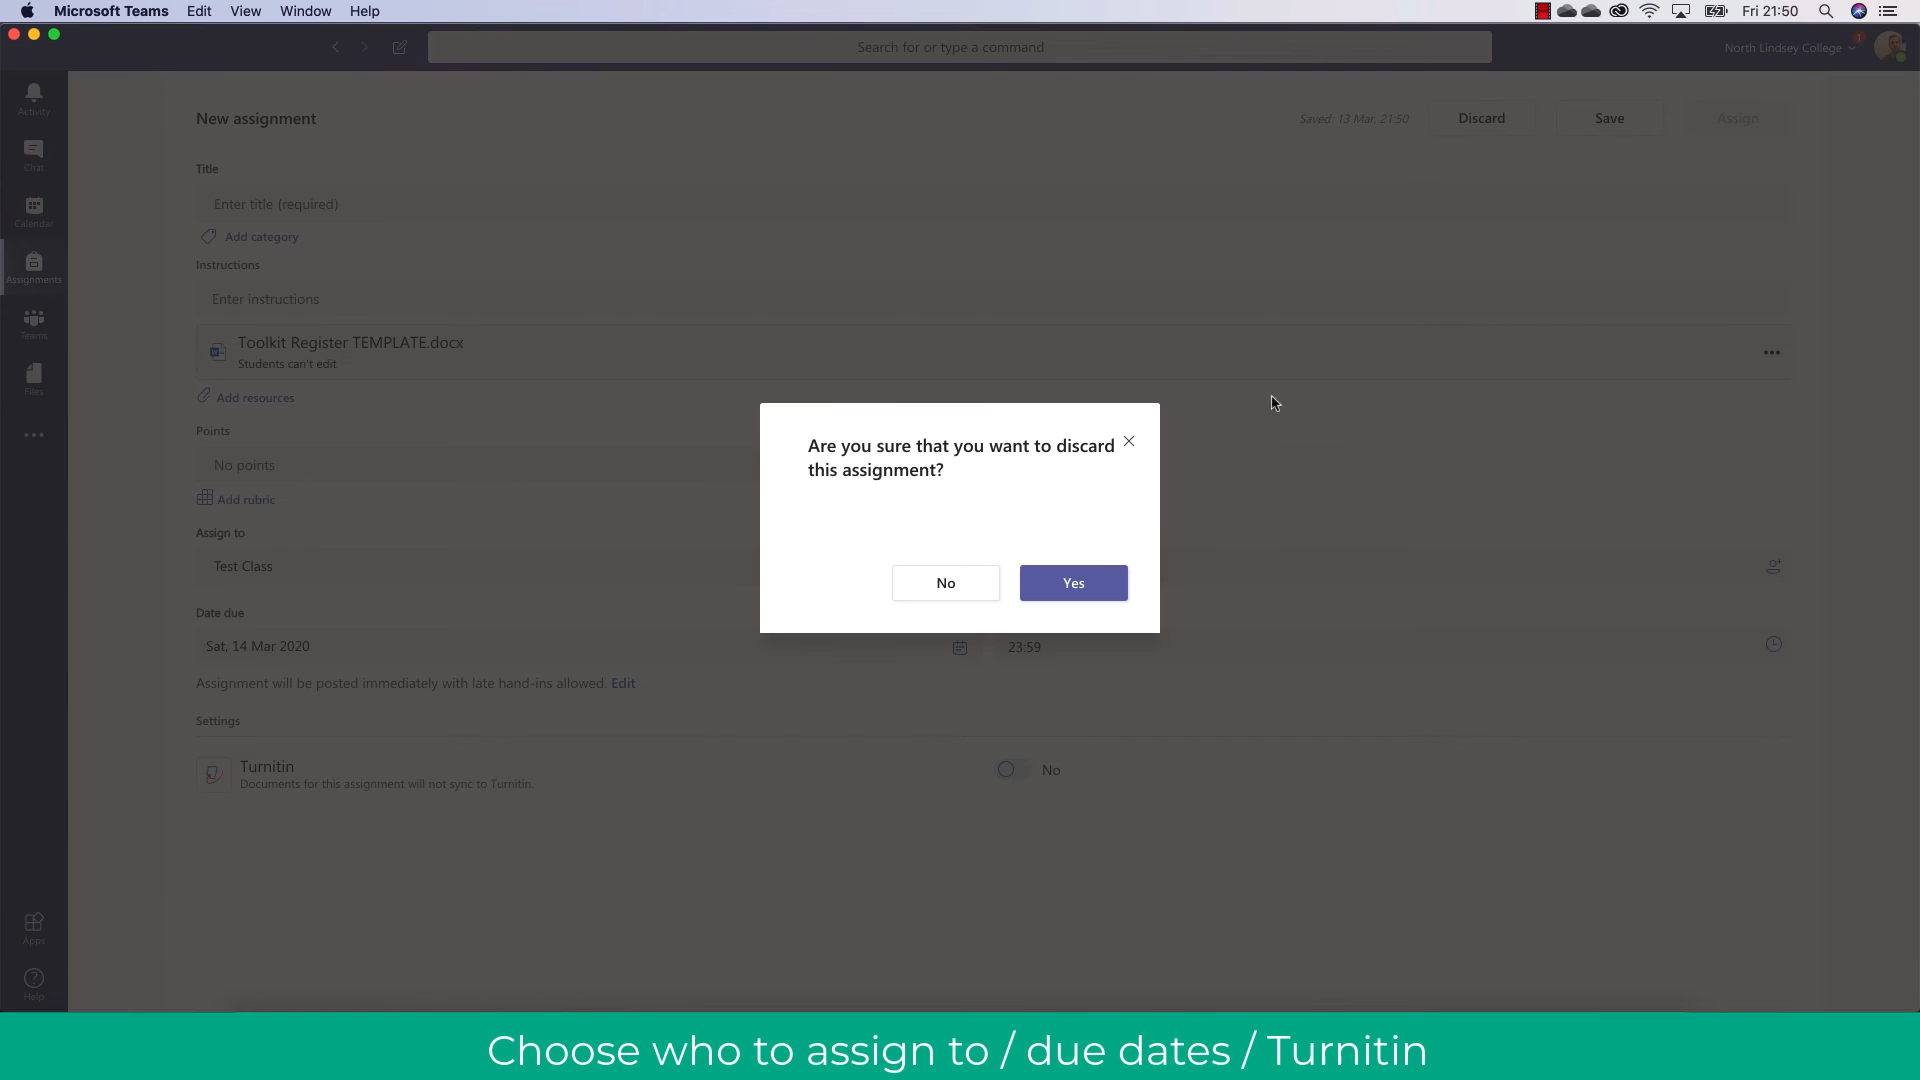 Microsoft Teams Edit View Window Help Fri 21:50
Search for or type a command
North Lindsey College 1
Activity
Chat
Calendar
Assignments
Teams
Files
Apps
Help
New assignment
Saved: 13 Mar, 21:50 Discard Save Assign
Title
Enter title (required)
Add category
Instructions
Enter instructions
Toolkit Register TEMPLATE.docx
Students can't edit
Add resources
Points
No points
Add rubric
Assign to
Test Class
Date due
Sat, 14 Mar 2020
23:59
Assignment will be posted immediately with late hand-ins allowed. Edit
Settings
Turnitin
Documents for this assignment will not sync to Turnitin.
No
Are you sure that you want to discard
this assignment?
No Yes
Choose who to assign to / due dates / Turnitin